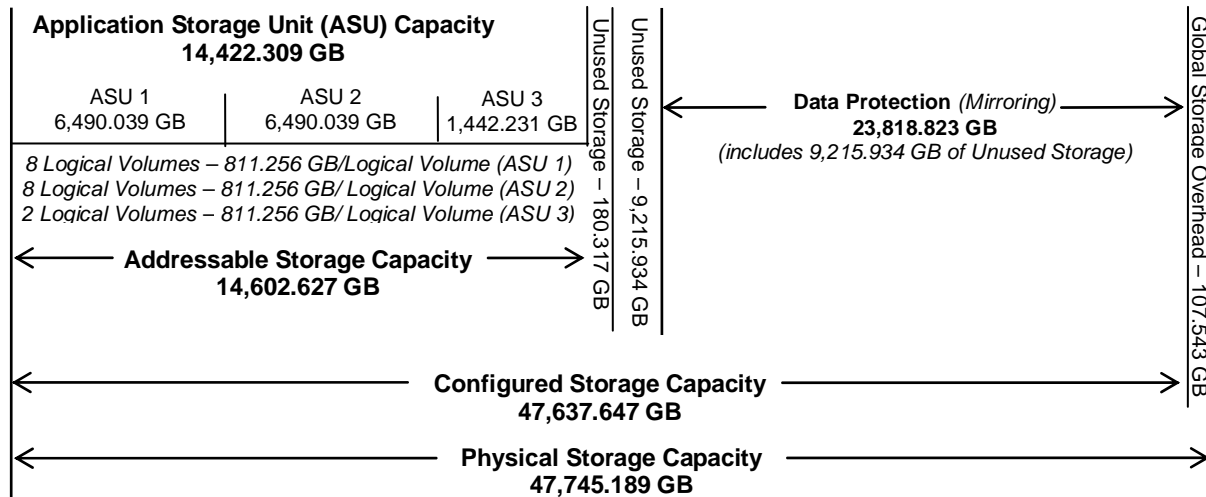 Application Storage Unit (ASU) Capacity
14,422.309 GB
ASU 1
6,490.039 GB
ASU 2
6,490.039 GB
ASU 3
1,442.231 GB
8 Logical Volumes – 811.256 GB/Logical Volume (ASU 1)
8 Logical Volumes – 811.256 GB/ Logical Volume (ASU 2)
2 Logical Volumes – 811.256 GB/ Logical Volume (ASU 3)
Addressable Storage Capacity
14,602.627 GB
Unused Storage – 180.317 GB
Unused Storage – 9,215.934 GB
Data Protection (Mirroring)
23,818.823 GB
(includes 9,215.934 GB of Unused Storage)
Global Storage Overhead – 107.543 GB
Configured Storage Capacity
47,637.647 GB
Physical Storage Capacity
47,745.189 GB